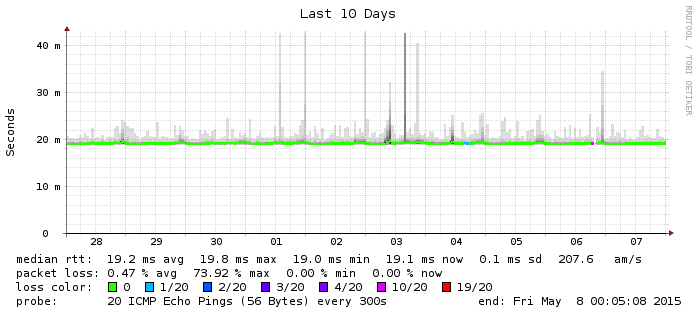 Last 10 Days
RRDTOOL / TOBI OETIKER
Seconds
40 m
30 m
20 m
10 m
0
28 29 30 01 02 03 04 05 06 07
median rtt: 19.2 ms avg 19.8 ms max 19.0 ms min 19.1 ms now 0.1 ms sd 207.6 am/s
packet loss: 0.47 % avg 73.92 % max 0.00 % min 0.00 % now
loss color: 0 1/20 2/20 3/20 4/20 10/20 19/20
probe: 20 ICMP Echo Pings (56 Bytes) every 300s end: Fri May 8 00:05:08 2015